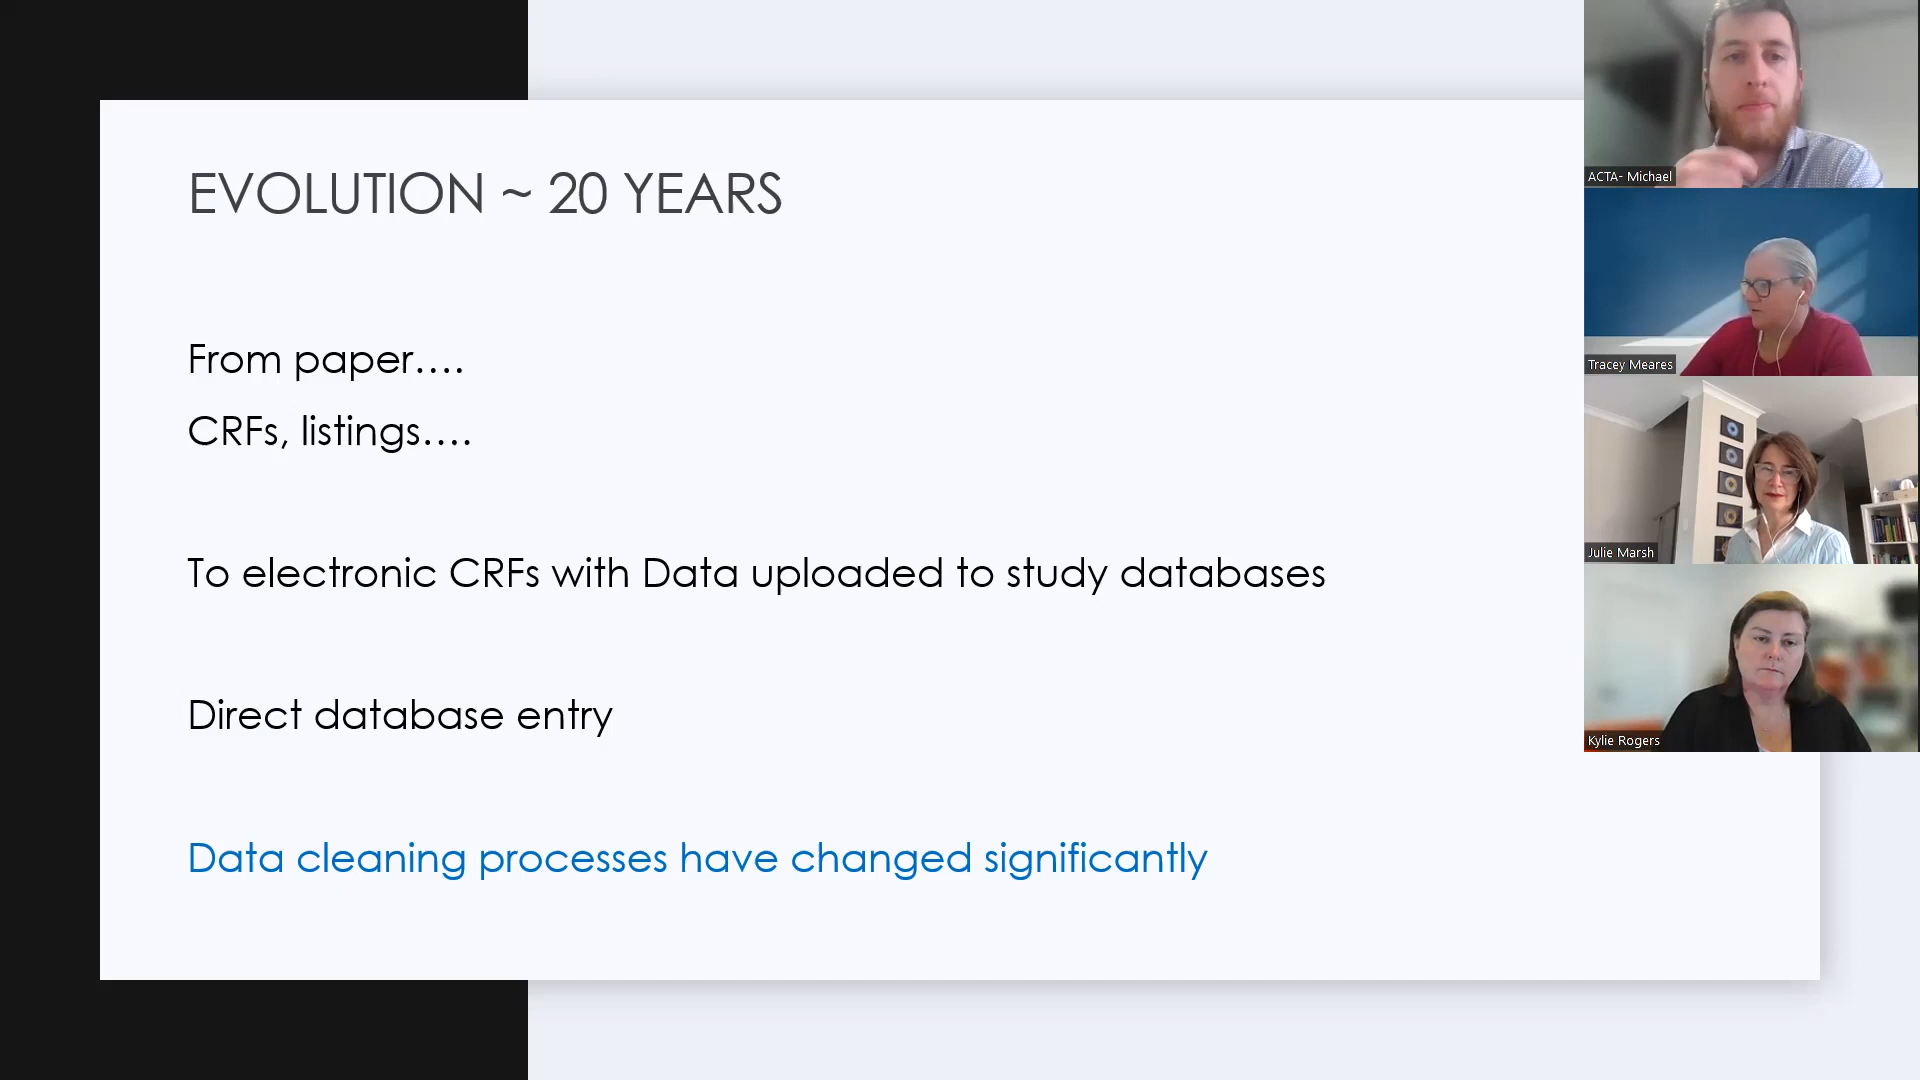 EVOLUTION ~ 20 YEARS
From paper....
CRFs, listings....
To electronic CRFs with Data uploaded to study databases
Direct database entry
Data cleaning processes have changed significantly
ACTA- Michael
Tracey Meares
Julie Marsh
Kylie Rogers